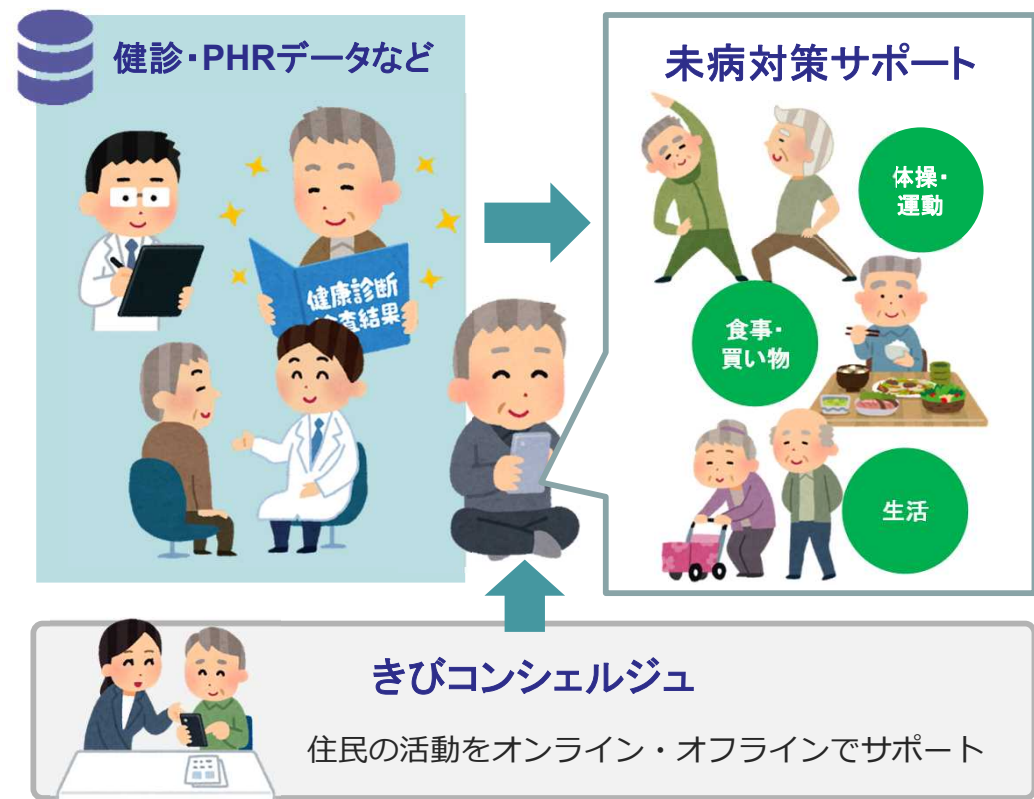 健診・PHRデータなど
未病対策サポート
体操・
運動
健康診断
査結果
食事・
買い物
生活
きびコンシェルジュ
住民の活動をオンライン・オフラインでサポート